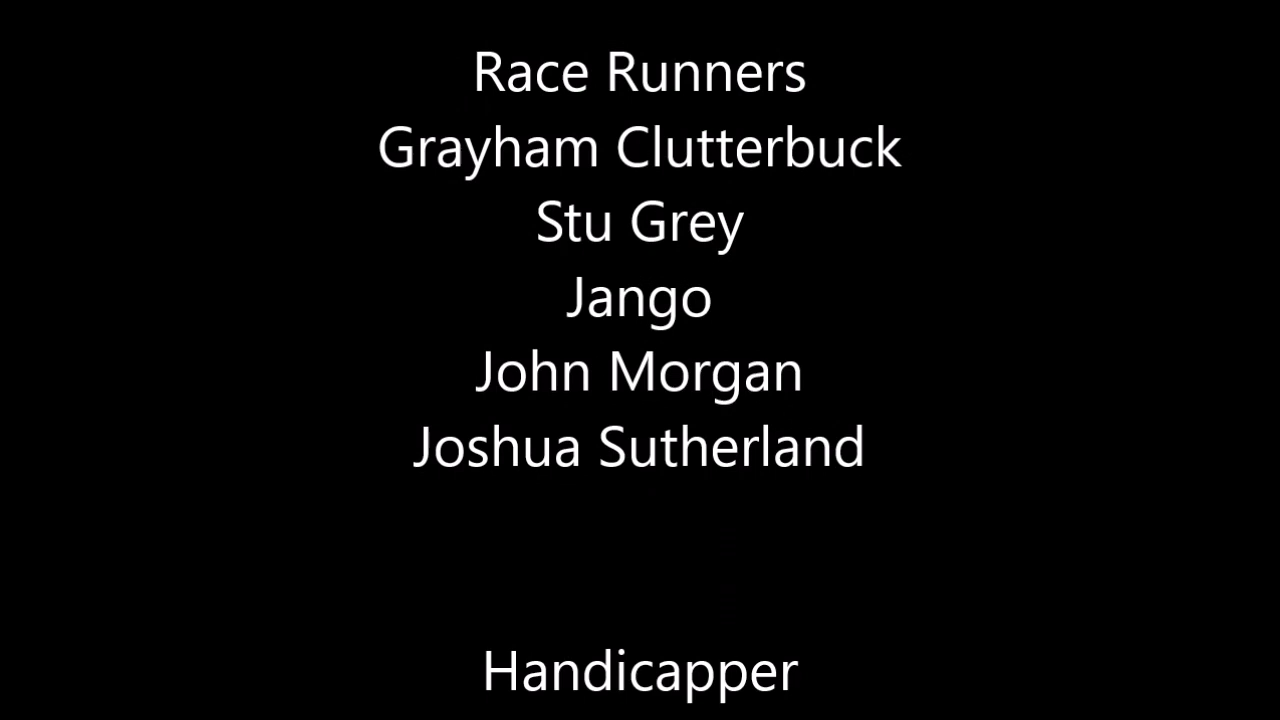 Race Runners
Grayham Clutterbuck
Stu Grey
Jango
John Morgan
Joshua Sutherland
Handicapper